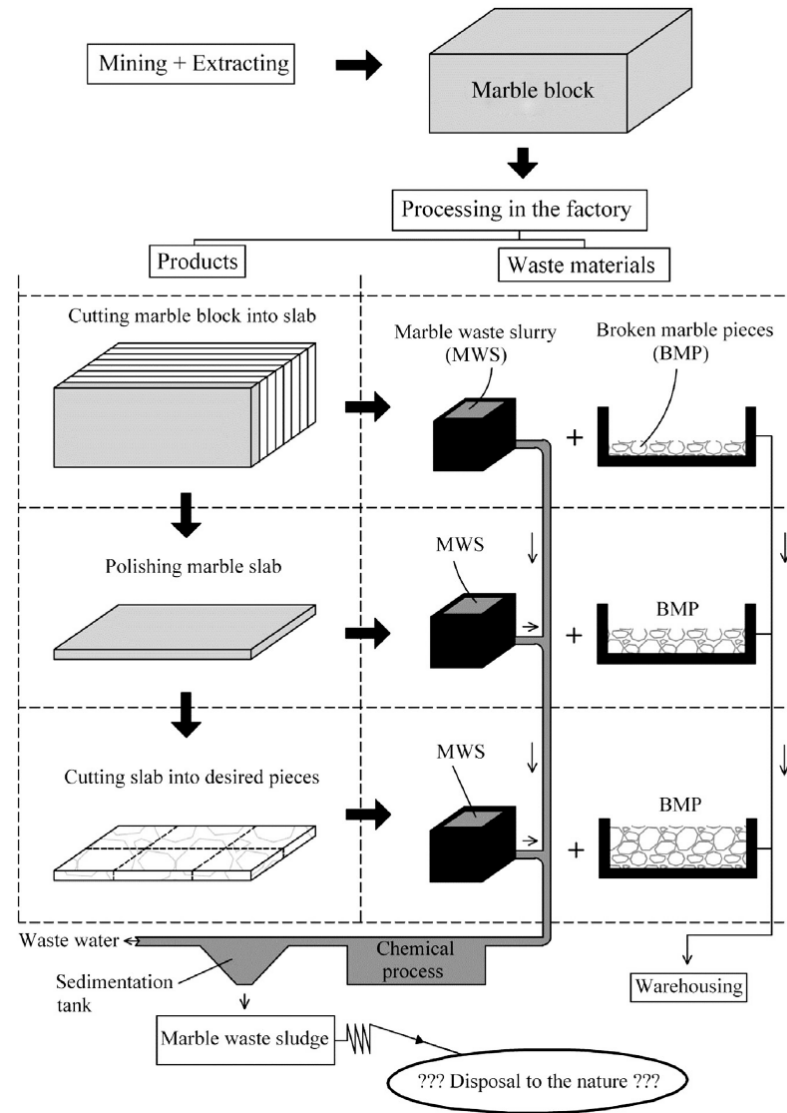 Mining + Extracting
Marble block
Processing in the factory
Products
Waste materials
Cutting marble block into slab
Marble waste slurry
(MWS)
Broken marble pieces
(BMP)
+
Polishing marble slab
MWS
+
BMP
Cutting slab into desired pieces
MWS
+
BMP
Waste water
Chemical
process
Sedimentation
tank
Warehousing
Marble waste sludge
??? Disposal to the nature ???